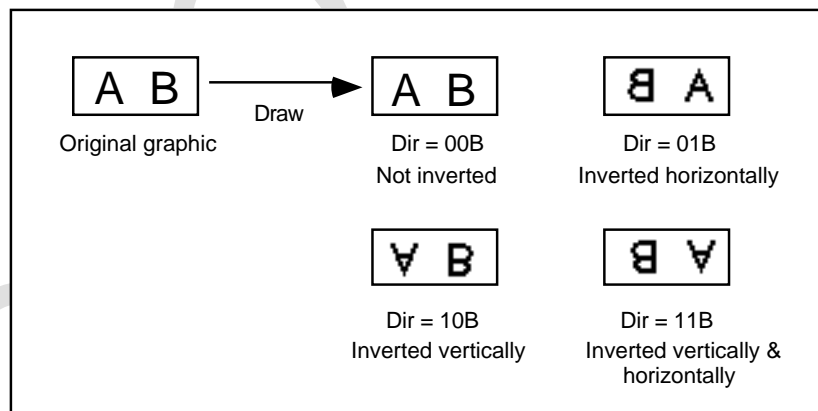 A B
Draw
A B
B A
Original graphic
Dir = 00B
Dir = 01B
Not inverted
Inverted horizontally
A B
B A
Dir = 10B
Dir = 11B
Inverted vertically
Inverted vertically &
horizontally